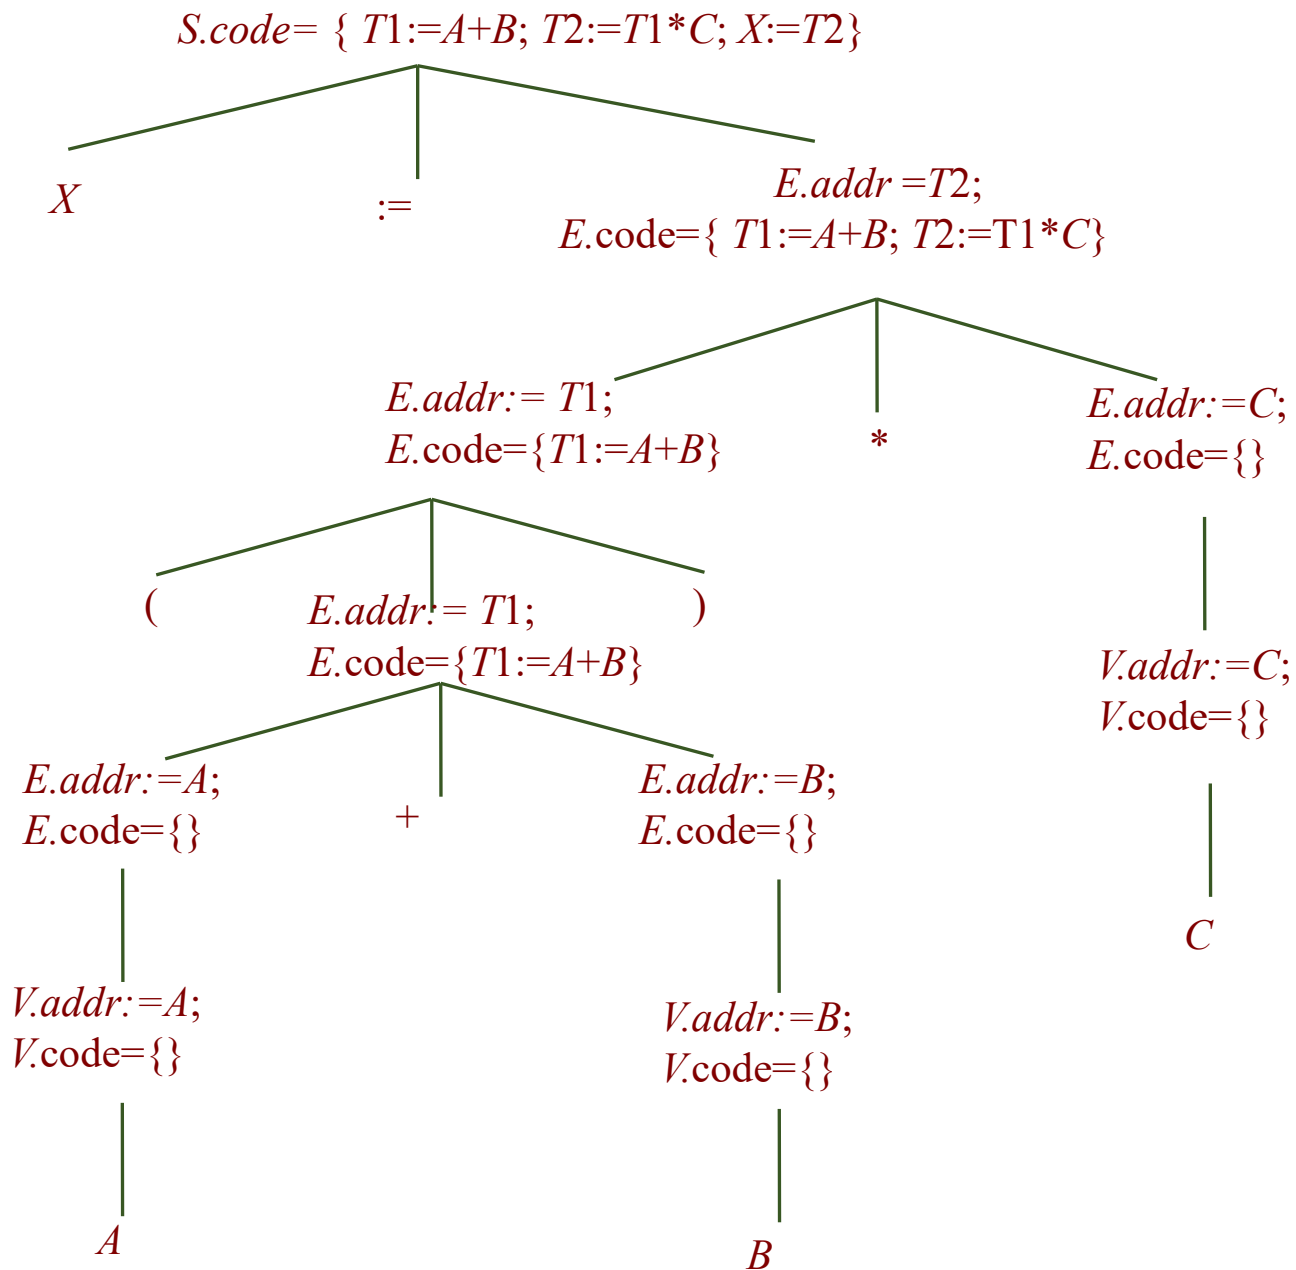 S.code= { T1:=A+B; T2:=T1*C; X:=T2}
X
:=
E.addr =T2;
E.code={ T1:=A+B; T2:=T1*C}
E.addr:= T1;
E.code={T1:=A+B}
*
E.addr:=C;
E.code={}
(
E.addr:= T1;
E.code={T1:=A+B}
)
V.addr:=C;
V.code={}
E.addr:=A;
E.code={}
+
E.addr:=B;
E.code={}
C
V.addr:=A;
V.code={}
V.addr:=B;
V.code={}
A
B